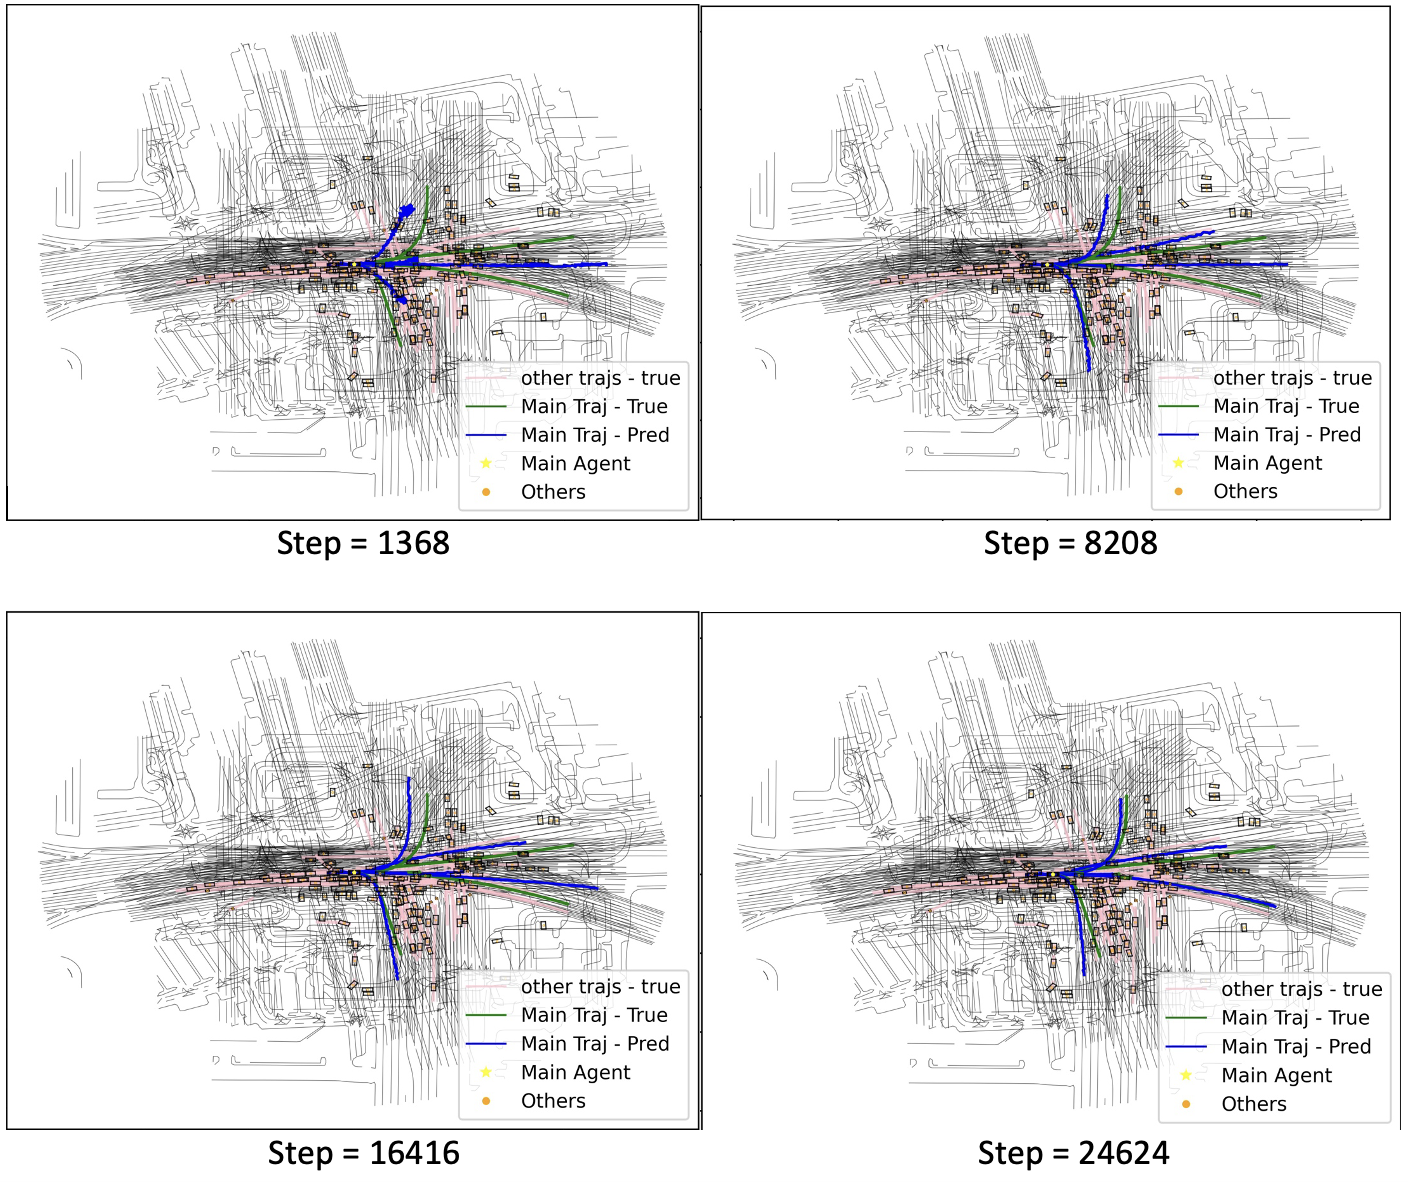 other trajs - true
Main Traj - True
Main Traj - Pred
Main Agent
Others
other trajs - true
Main Traj - True
Main Traj - Pred
Main Agent
Others
Step = 1368
Step = 8208
other trajs - true
Main Traj - True
Main Traj - Pred
Main Agent
Others
other trajs - true
Main Traj - True
Main Traj - Pred
Main Agent
Others
Step = 16416
Step = 24624